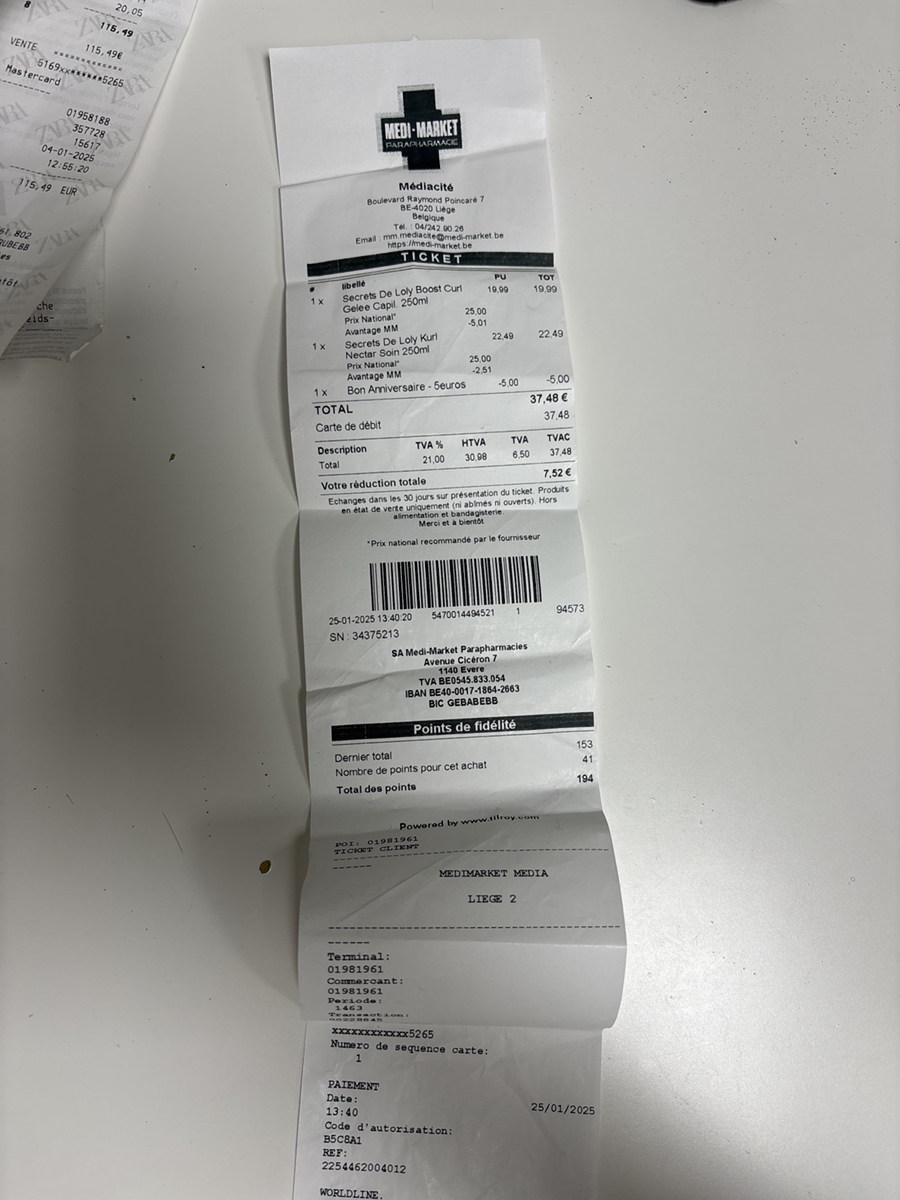 8
20,05
115,49
VENTE 115,49€
************
5169xx******5265
Mastercard
01958188
357728
15617
04-01-2025
12:55:20
115,49 EUR
ZARA
MEDI-MARKET
PARAPHARMACIE
Médiacité
Boulevard Raymond Poincaré 7
BE-4020 Liège
Belgique
Tél. : 04/242.90.26
Email : mm.mediacite@medi-market.be
https://medi-market.be
TICKET
# libellé PU TOT
1 x Secrets De Loly Boost Curl 19,99 19,99
Gelee Capil. 250ml
Prix National* 25,00
Avantage MM -5,01
1 x Secrets De Loly Kurl 22,49 22,49
Nectar Soin 250ml
Prix National* 25,00
Avantage MM -2,51
1 x Bon Anniversaire - 5euros -5,00 -5,00
TOTAL 37,48 €
Carte de débit 37,48
Description TVA % HTVA TVA TVAC
Total 21,00 30,98 6,50 37,48
Votre réduction totale 7,52 €
Echanges dans les 30 jours sur présentation du ticket. Produits
en état de vente uniquement (ni abîmés ni ouverts). Hors
alimentation et bandagisterie
Merci et à bientôt
*Prix national recommandé par le fournisseur
25-01-2025 13:40:20 5470014494521 1 94573
SN : 34375213
SA Medi-Market Parapharmacies
Avenue Cicéron 7
1140 Evere
TVA BE0545.833.054
IBAN BE40-0017-1864-2663
BIC GEBABEBB
Points de fidélité
Dernier total 153
Nombre de points pour cet achat 41
Total des points 194
Powered by www.tilroy.com
POI: 01981961
TICKET CLIENT
MEDIMARKET MEDIA
LIEGE 2
Terminal:
01981961
Commercant:
01981961
Periode:
1463
Transaction:
xxxxxxxxxxxx5265
Numero de sequence carte:
1
PAIEMENT
Date: 25/01/2025
13:40
Code d'autorisation:
B5C8A1
REF:
2254462004012
WORLDLINE.